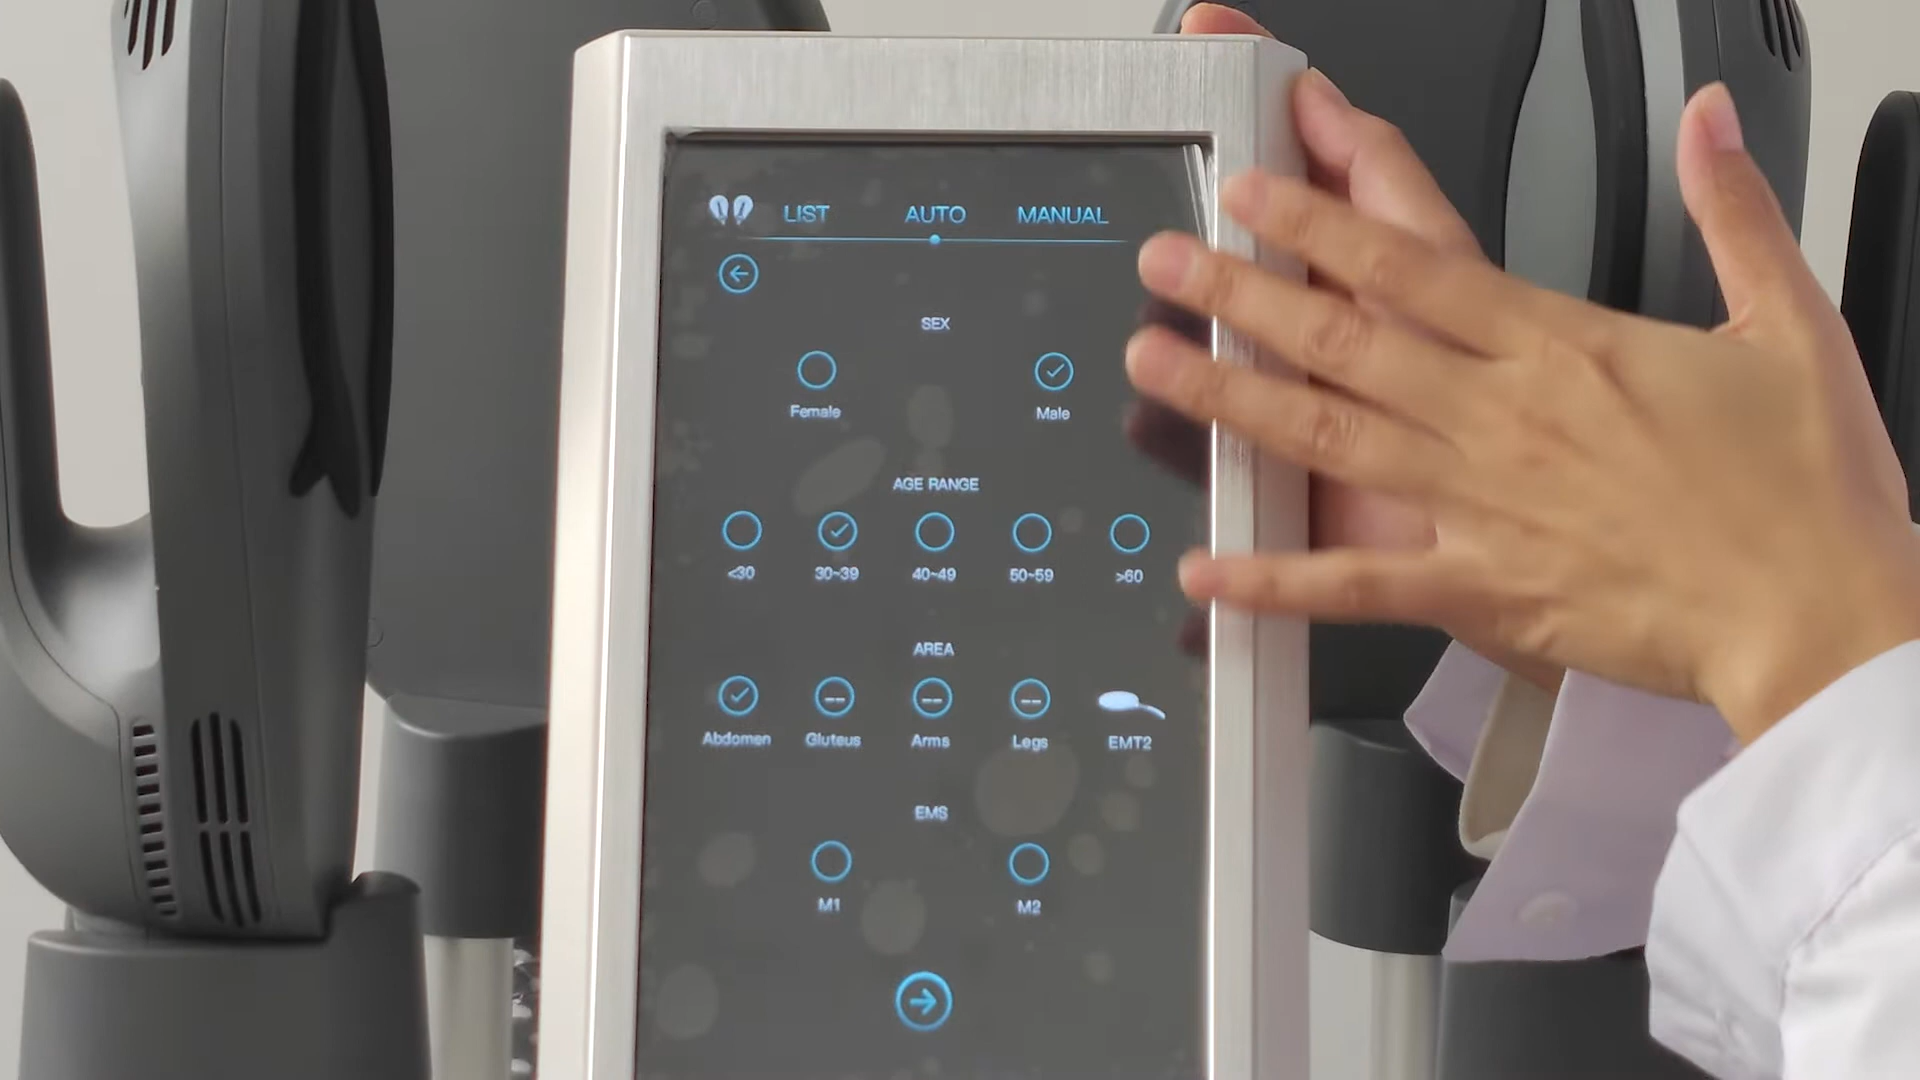 LIST AUTO MANUAL
SEX
Female Male
AGE RANGE
<30 30~39 40~49 50~59 >60
AREA
Abdomen Gluteus Arms Legs EMT2
EMS
M1 M2